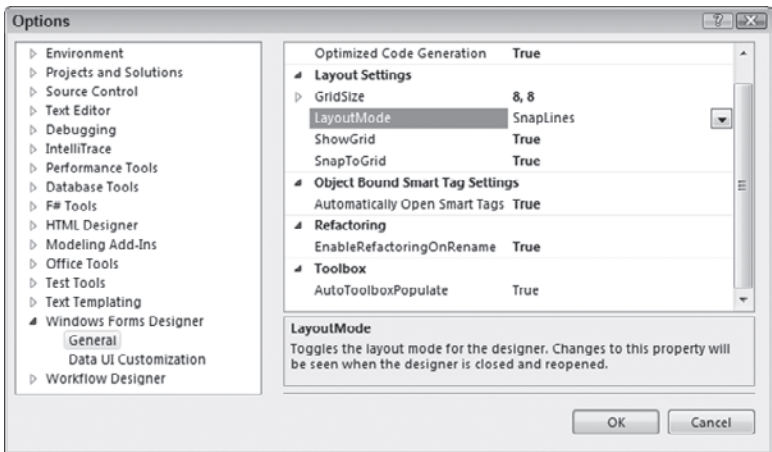 Options
Environment
Projects and Solutions
Source Control
Text Editor
Debugging
IntelliTrace
Performance Tools
Database Tools
F# Tools
HTML Designer
Modeling Add-Ins
Office Tools
Test Tools
Text Templating
Windows Forms Designer
General
Data UI Customization
Workflow Designer
Optimized Code Generation True
Layout Settings
GridSize 8, 8
LayoutMode SnapLines
ShowGrid True
SnapToGrid True
Object Bound Smart Tag Settings
Automatically Open Smart Tags True
Refactoring
EnableRefactoringOnRename True
Toolbox
AutoToolboxPopulate True
LayoutMode
Toggles the layout mode for the designer. Changes to this property will
be seen when the designer is closed and reopened.
OK Cancel